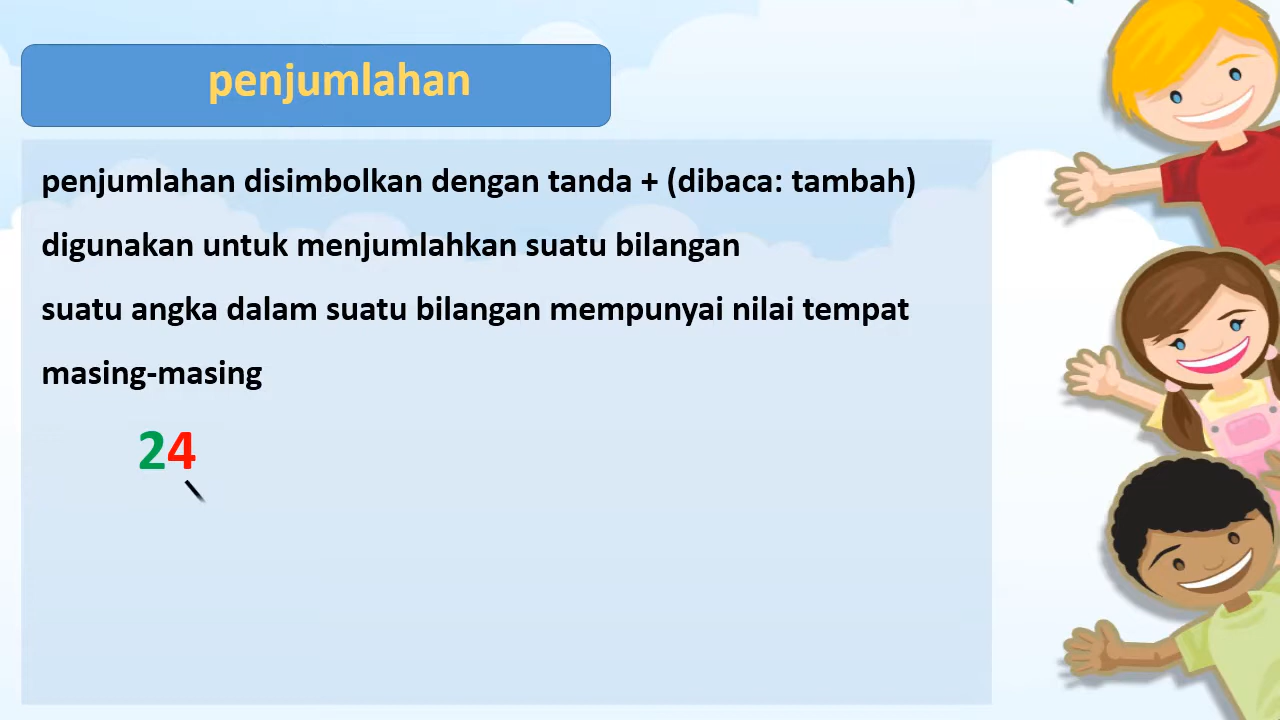 penjumlahan
penjumlahan disimbolkan dengan tanda + (dibaca: tambah)
digunakan untuk menjumlahkan suatu bilangan
suatu angka dalam suatu bilangan mempunyai nilai tempat
masing-masing
24